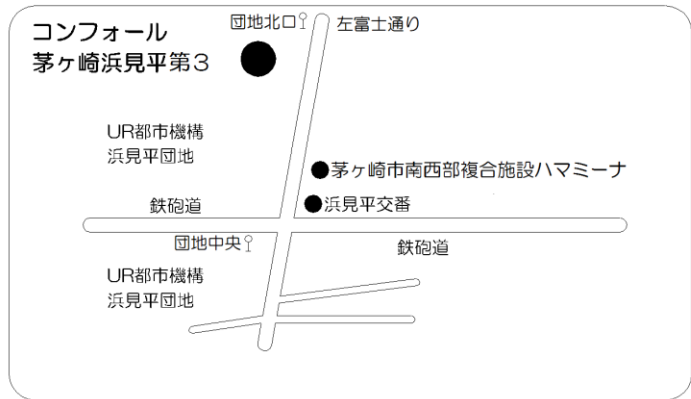 コンフォール
茅ヶ崎浜見平第３
団地北口
左富士通り
UR都市機構
浜見平団地
茅ヶ崎市南西部複合施設ハマミーナ
浜見平交番
鉄砲道
団地中央
鉄砲道
UR都市機構
浜見平団地